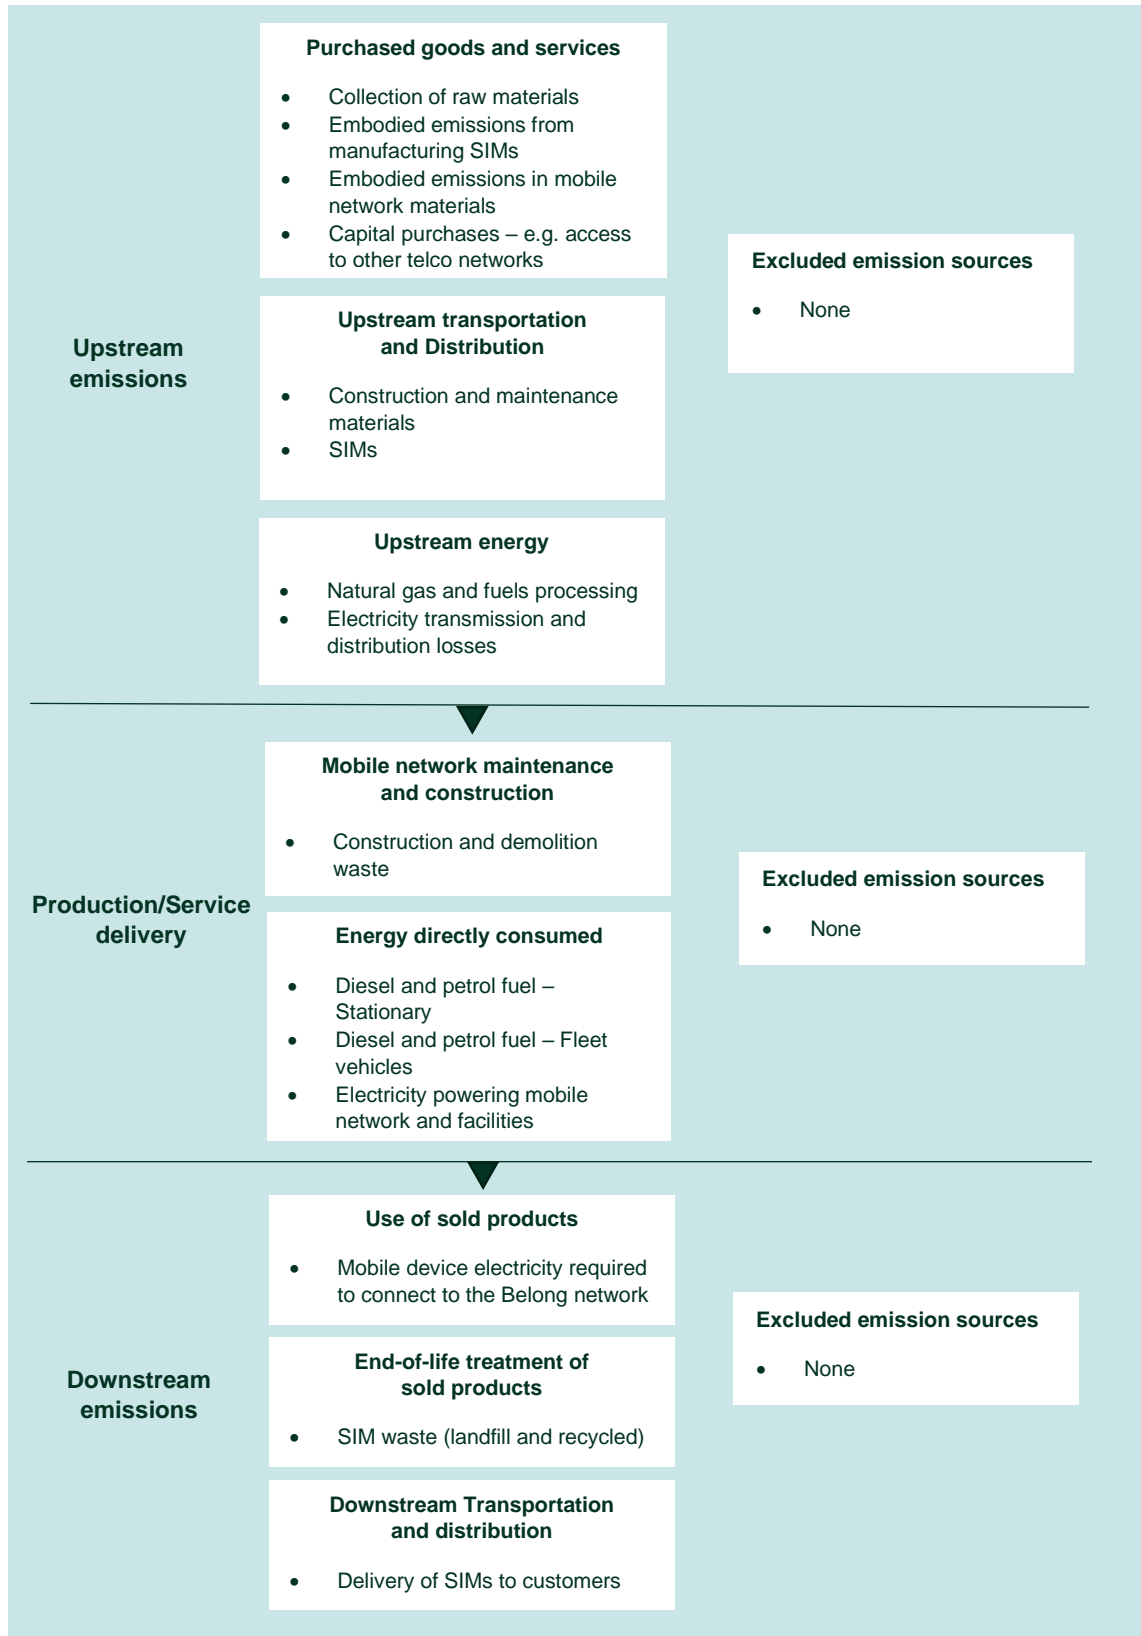 Purchased goods and services
• Collection of raw materials
• Embodied emissions from
manufacturing SIMs
• Embodied emissions in mobile
network materials
• Capital purchases – e.g. access
to other telco networks
Excluded emission sources
• None
Upstream
emissions
Upstream transportation
and Distribution
• Construction and maintenance
materials
• SIMs
Upstream energy
• Natural gas and fuels processing
• Electricity transmission and
distribution losses
Mobile network maintenance
and construction
• Construction and demolition
waste
Excluded emission sources
• None
Production/Service
delivery
Energy directly consumed
• Diesel and petrol fuel –
Stationary
• Diesel and petrol fuel – Fleet
vehicles
• Electricity powering mobile
network and facilities
Use of sold products
• Mobile device electricity required
to connect to the Belong network
Excluded emission sources
• None
Downstream
emissions
End-of-life treatment of
sold products
• SIM waste (landfill and recycled)
Downstream Transportation
and distribution
• Delivery of SIMs to customers